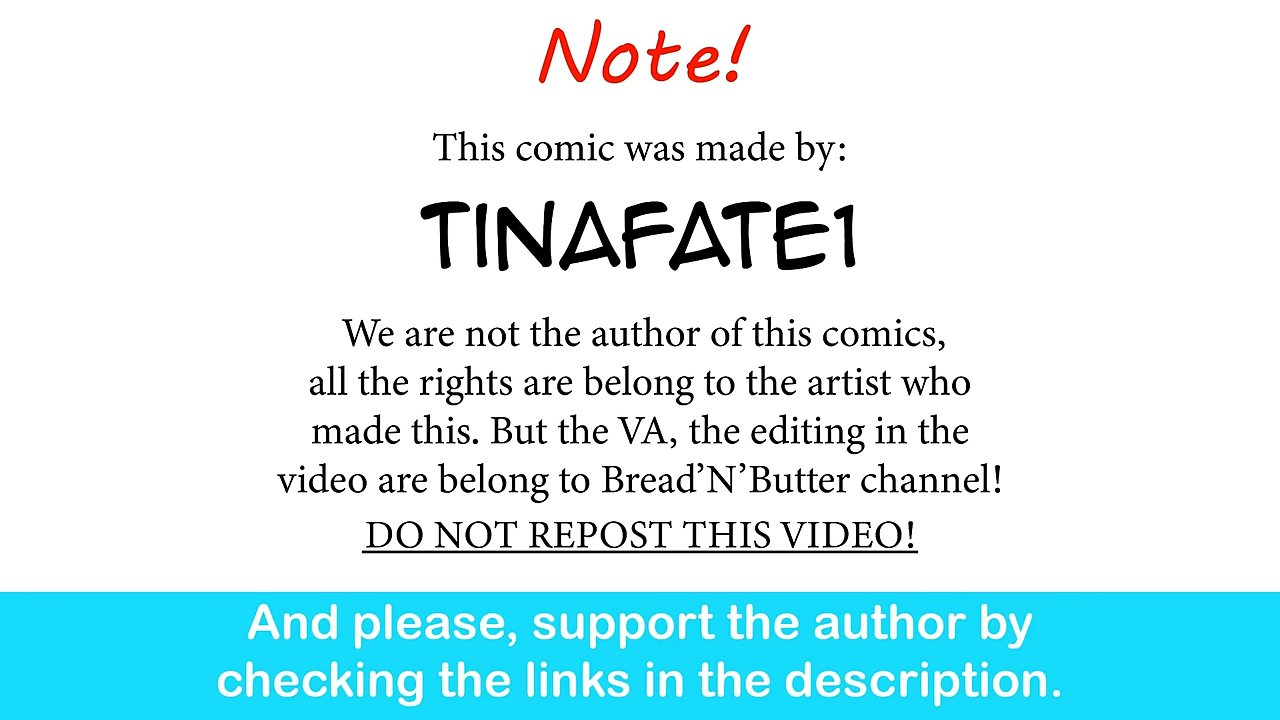 Note!
This comic was made by:
TINAFATE1
We are not the author of this comics,
all the rights are belong to the artist who
made this. But the VA, the editing in the
video are belong to Bread’N’Butter channel!
DO NOT REPOST THIS VIDEO!
And please, support the author by
checking the links in the description.